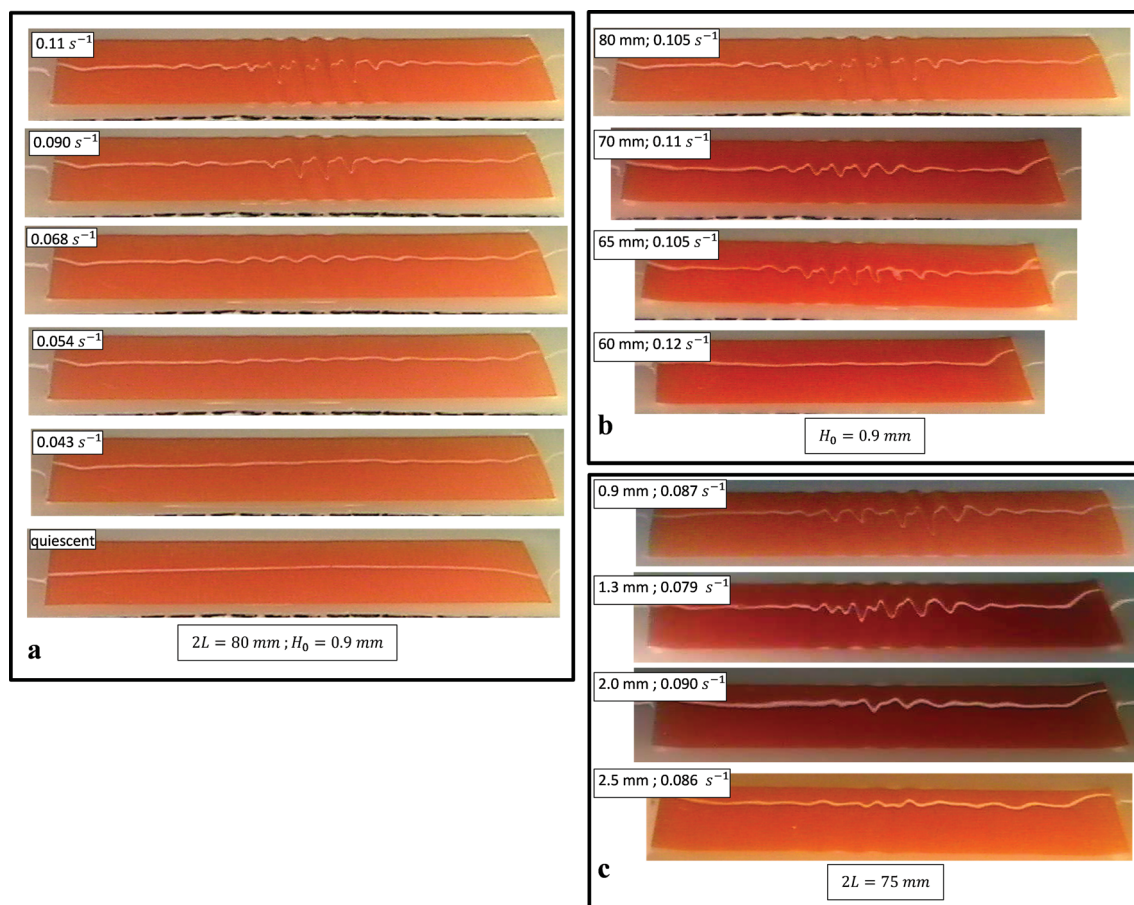 0.11 s⁻¹
0.090 s⁻¹
0.068 s⁻¹
0.054 s⁻¹
0.043 s⁻¹
quiescent
a
2L = 80 mm ; H₀ = 0.9 mm
80 mm; 0.105 s⁻¹
70 mm; 0.11 s⁻¹
65 mm; 0.105 s⁻¹
60 mm; 0.12 s⁻¹
b
H₀ = 0.9 mm
0.9 mm ; 0.087 s⁻¹
1.3 mm ; 0.079 s⁻¹
2.0 mm ; 0.090 s⁻¹
2.5 mm ; 0.086 s⁻¹
c
2L = 75 mm